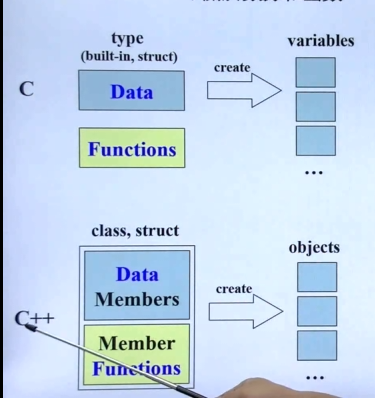 type
(built-in, struct)
variables
create
C
Data
Functions
...
class, struct
objects
Data
Members
create
C++
Member
Functions
...